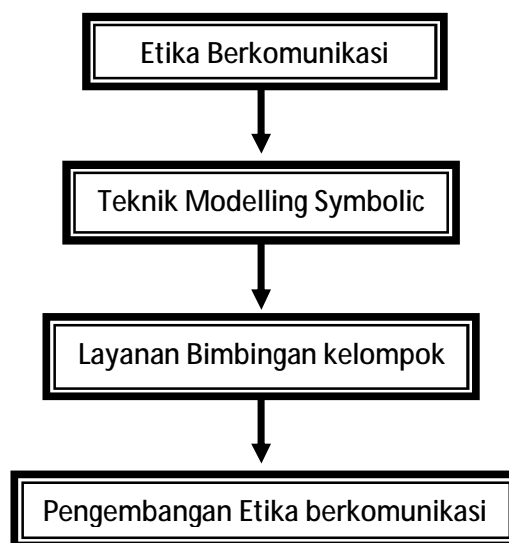 Etika Berkomunikasi
Teknik Modelling Symbolic
Layanan Bimbingan kelompok
Pengembangan Etika berkomunikasi